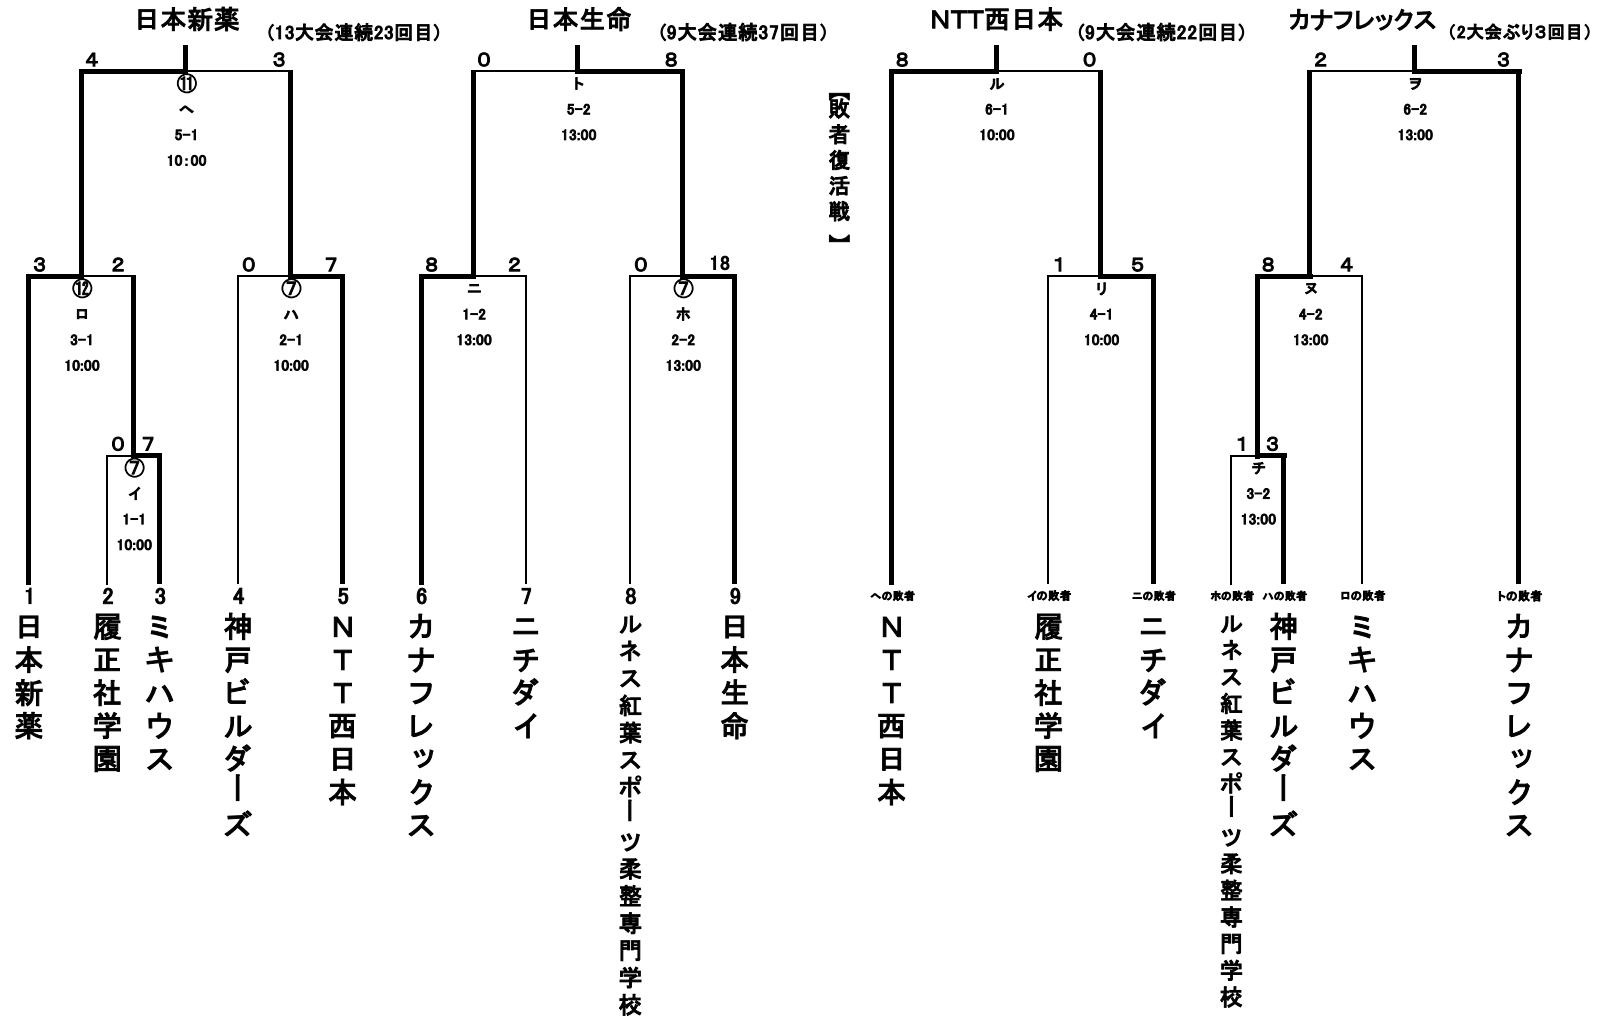 日本新薬
(13大会連続23回目)
日本生命
(9大会連続37回目)
NTT西日本
(9大会連続22回目)
カナフレックス
(2大会ぶり3回目)
4
3
⑪
ヘ
5-1
10:00
0
8
ト
5-2
13:00
【敗者復活戦】
8
0
ル
6-1
10:00
2
3
ヲ
6-2
13:00
3
2
⑫
ロ
3-1
10:00
0
7
⑦
ハ
2-1
10:00
8
2
ニ
1-2
13:00
0
18
⑦
ホ
2-2
13:00
1
5
リ
4-1
10:00
8
4
ヌ
4-2
13:00
0
7
⑦
イ
1-1
10:00
1
3
チ
3-2
13:00
1
日本新薬
2
履正社学園
3
ミキハウス
4
神戸ビルダーズ
5
NTT西日本
6
カナフレックス
7
ニチダイ
8
ルネス紅葉スポーツ柔整専門学校
9
日本生命
ヘの敗者
NTT西日本
イの敗者
履正社学園
ニの敗者
ニチダイ
ホの敗者
ルネス紅葉スポーツ柔整専門学校
ハの敗者
神戸ビルダーズ
ロの敗者
ミキハウス
トの敗者
カナフレックス